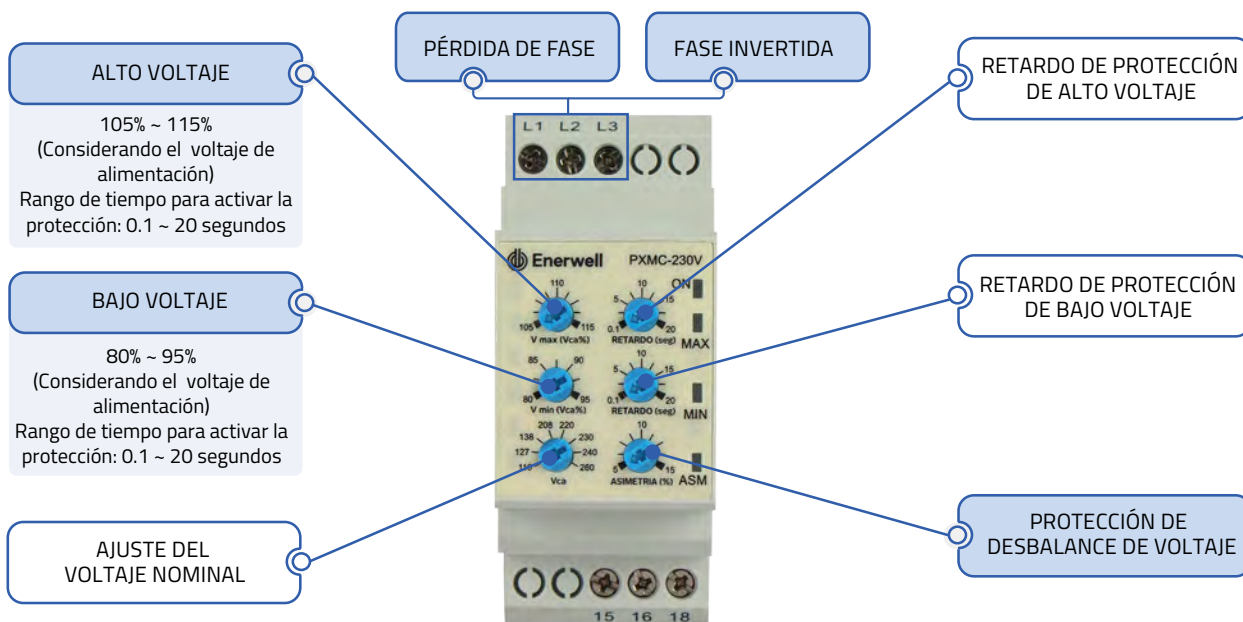 PÉRDIDA DE FASE
FASE INVERTIDA
ALTO VOLTAJE
105% ~ 115%
(Considerando el voltaje de
alimentación)
Rango de tiempo para activar la
protección: 0.1 ~ 20 segundos
BAJO VOLTAJE
80% ~ 95%
(Considerando el voltaje de
alimentación)
Rango de tiempo para activar la
protección: 0.1 ~ 20 segundos
AJUSTE DEL
VOLTAJE NOMINAL
RETARDO DE PROTECCIÓN
DE ALTO VOLTAJE
RETARDO DE PROTECCIÓN
DE BAJO VOLTAJE
PROTECCIÓN DE
DESBALANCE DE VOLTAJE
L1 L2 L3
Enerwell PXMC-230V
ON
110
105 115
V max (Vca%)
10
5 15
0.1 20
RETARDO (seg)
MAX
85 90
80 95
V min (Vca%)
10
5 15
0.1 20
RETARDO (seg)
MIN
208 220
138 230
127 240
260
Vca
10
5 15
ASIMETRIA (%)
ASM
15 16 18